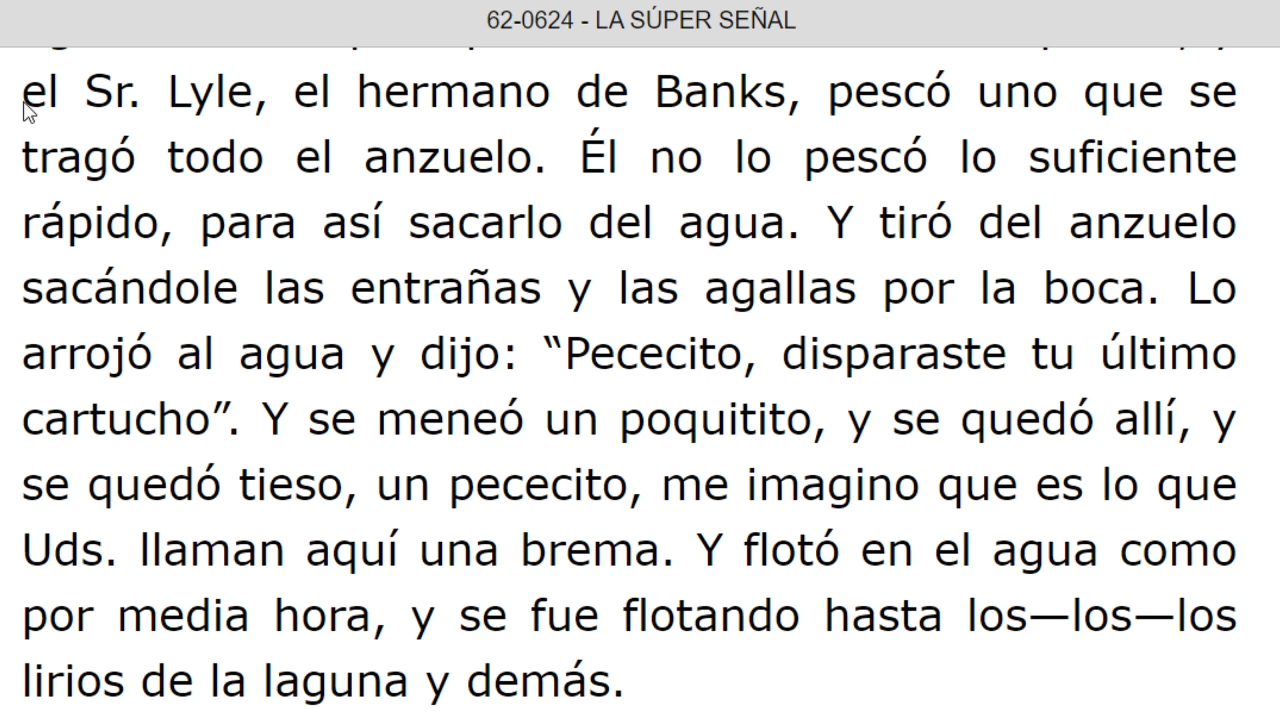 62-0624 - LA SÚPER SEÑAL
el Sr. Lyle, el hermano de Banks, pescó uno que se
tragó todo el anzuelo. Él no lo pescó lo suficiente
rápido, para así sacarlo del agua. Y tiró del anzuelo
sacándole las entrañas y las agallas por la boca. Lo
arrojó al agua y dijo: “Pececito, disparaste tu último
cartucho”. Y se meneó un poquitito, y se quedó allí, y
se quedó tieso, un pececito, me imagino que es lo que
Uds. llaman aquí una brema. Y flotó en el agua como
por media hora, y se fue flotando hasta los—los—los
lirios de la laguna y demás.